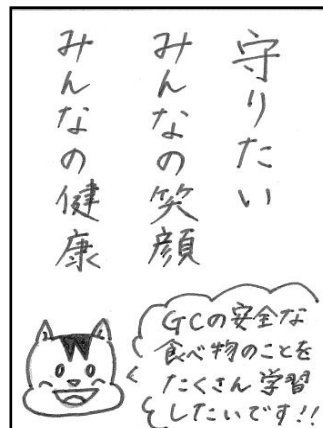 守りたい
みんなの笑顔
みんなの健康
GCの安全な
食べ物のことを
たくさん学習
したいです!!